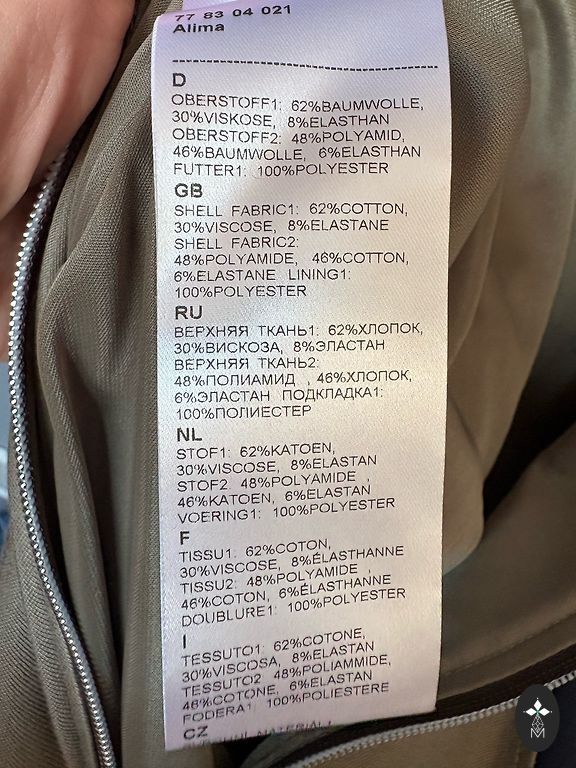 77 83 04 021
Alima
D
OBERSTOFF1: 62%BAUMWOLLE,
30%VISKOSE, 8%ELASTHAN
OBERSTOFF2: 48%POLYAMID,
46%BAUMWOLLE, 6%ELASTHAN
FUTTER1: 100%POLYESTER
GB
SHELL FABRIC1: 62%COTTON,
30%VISCOSE, 8%ELASTANE
SHELL FABRIC2:
48%POLYAMIDE, 46%COTTON,
6%ELASTANE LINING1:
100%POLYESTER
RU
ВЕРХНЯЯ ТКАНЬ1: 62%ХЛОПОК,
30%ВИСКОЗА, 8%ЭЛАСТАН
ВЕРХНЯЯ ТКАНЬ2:
48%ПОЛИАМИД , 46%ХЛОПОК,
6%ЭЛАСТАН ПОДКЛАДКА1:
100%ПОЛИЕСТЕР
NL
STOF1: 62%KATOEN,
30%VISCOSE, 8%ELASTAN
STOF2 48%POLYAMIDE ,
46%KATOEN, 6%ELASTAN
VOERING1: 100%POLYESTER
F
TISSU1: 62%COTON,
30%VISCOSE, 8%ÉLASTHANNE
TISSU2: 48%POLYAMIDE ,
46%COTON, 6%ÉLASTHANNE
DOUBLURE1: 100%POLYESTER
I
TESSUTO1: 62%COTONE,
30%VISCOSA, 8%ELASTAN
TESSUTO2 48%POLIAMMIDE,
46%COTONE, 6%ELASTAN
FODERA1: 100%POLIESTERE
CZ